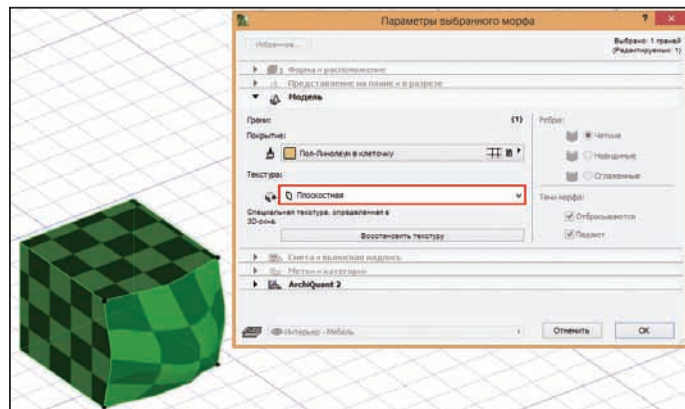 Параметры выбранного морфа
? ×
Избранное...
Выбрано: 1 граней
(Редактируемых: 1)
Форма и расположение
Представление на плане и в разрезе
Модель
Грани:
(1)
Ребра:
Покрытие:
Четкие
Пол-Линолеум в клеточку
Невидимые
Текстура:
Сглаженные
Плоскостная
Тени морфа:
Специальная текстура, определенная в
3D-окне.
Отбрасываются
Восстановить текстуру
Падают
Смета и выносная надпись
Метки и категории
ArchiQuant 2
Интерьер - Мебель
Отменить
OK